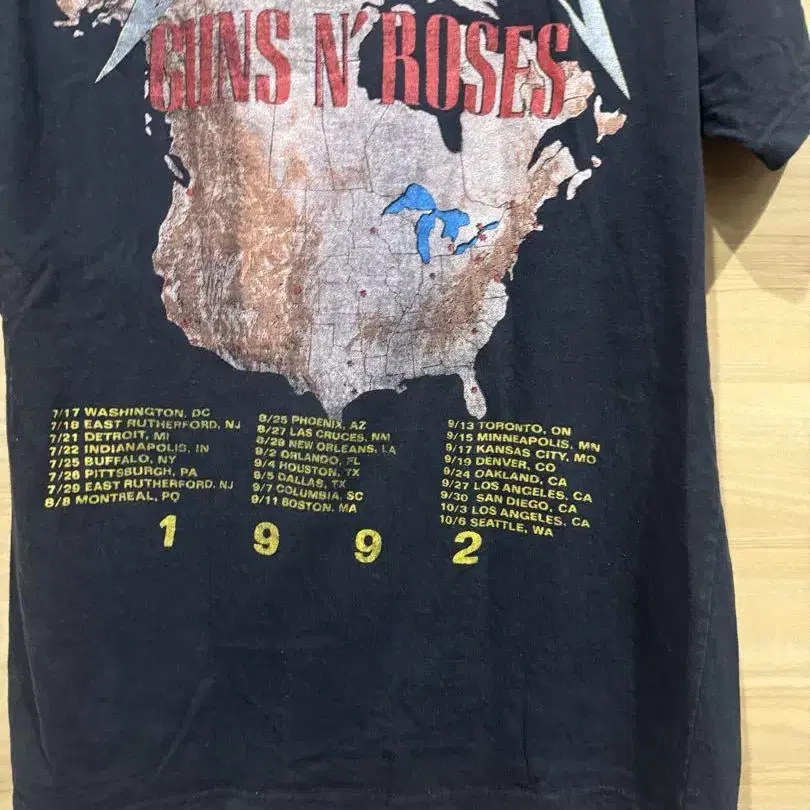 GUNS N' ROSES
7/17 WASHINGTON, DC
7/18 EAST RUTHERFORD, NJ
7/21 DETROIT, MI
7/22 INDIANAPOLIS, IN
7/25 BUFFALO, NY
7/26 PITTSBURGH, PA
7/29 EAST RUTHERFORD, NJ
8/8 MONTREAL, PQ
8/25 PHOENIX, AZ
8/27 LAS CRUCES, NM
8/29 NEW ORLEANS, LA
9/2 ORLANDO, FL
9/4 HOUSTON, TX
9/5 DALLAS, TX
9/7 COLUMBIA, SC
9/11 BOSTON, MA
9/13 TORONTO, ON
9/15 MINNEAPOLIS, MN
9/17 KANSAS CITY, MO
9/19 DENVER, CO
9/24 OAKLAND, CA
9/27 LOS ANGELES, CA
9/30 SAN DIEGO, CA
10/3 LOS ANGELES, CA
10/6 SEATTLE, WA
1992